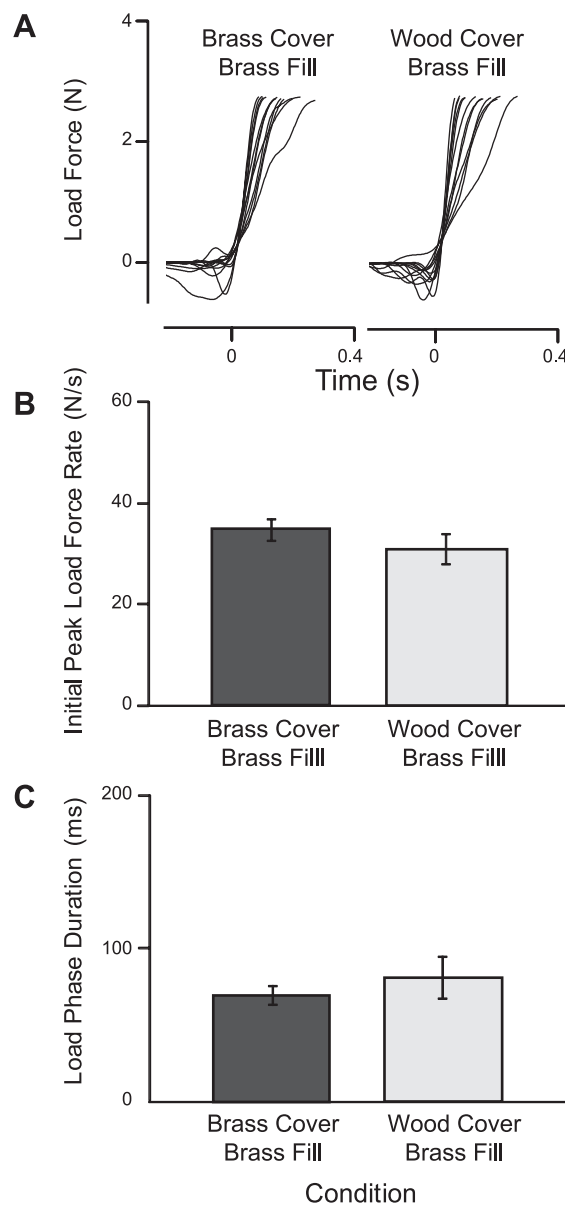 A
Load Force (N)
4
2
0
Brass Cover
Brass Fill
Wood Cover
Brass Fill
0
0.4
0
0.4
Time (s)
B
Initial Peak Load Force Rate (N/s)
60
40
20
0
Brass Cover
Brass Filll
Wood Cover
Brass Filll
C
Load Phase Duration (ms)
200
100
0
Brass Cover
Brass Fill
Wood Cover
Brass Fill
Condition